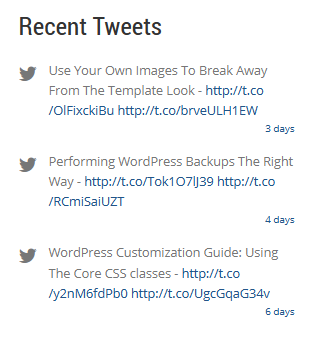 Recent Tweets
Use Your Own Images To Break Away
From The Template Look - http://t.co
/OlFixckiBu http://t.co/brveULH1EW
3 days
Performing WordPress Backups The Right
Way - http://t.co/Tok1O7lJ39 http://t.co
/RCmiSaiUZT
4 days
WordPress Customization Guide: Using
The Core CSS classes - http://t.co
/y2nM6fdPb0 http://t.co/UgcGqaG34v
6 days